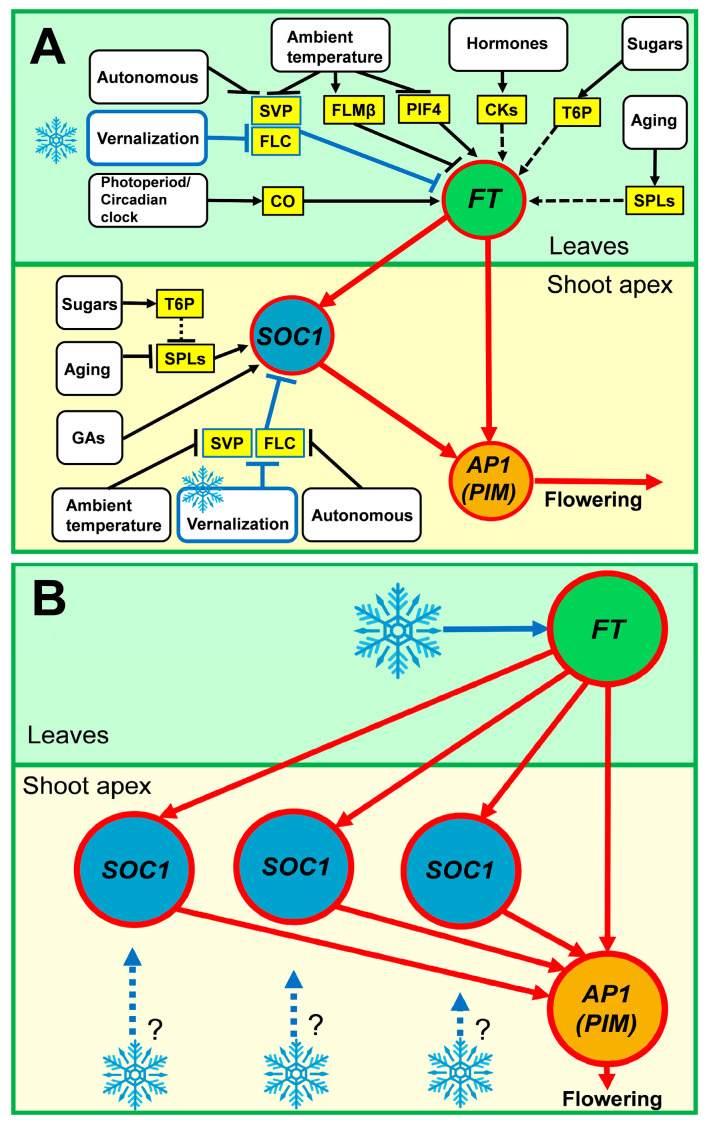 A
Autonomous
Ambient
temperature
Hormones
Sugars
SVP
FLMβ
PIF4
CKs
T6P
Aging
Vernalization
FLC
Photoperiod/
Circadian
clock
CO
FT
SPLs
Leaves
Shoot apex
Sugars
T6P
SOC1
Aging
SPLs
GAs
SVP
FLC
AP1
(PIM)
Flowering
Ambient
temperature
Vernalization
Autonomous
B
FT
Leaves
Shoot apex
SOC1
SOC1
SOC1
AP1
(PIM)
?
?
?
Flowering